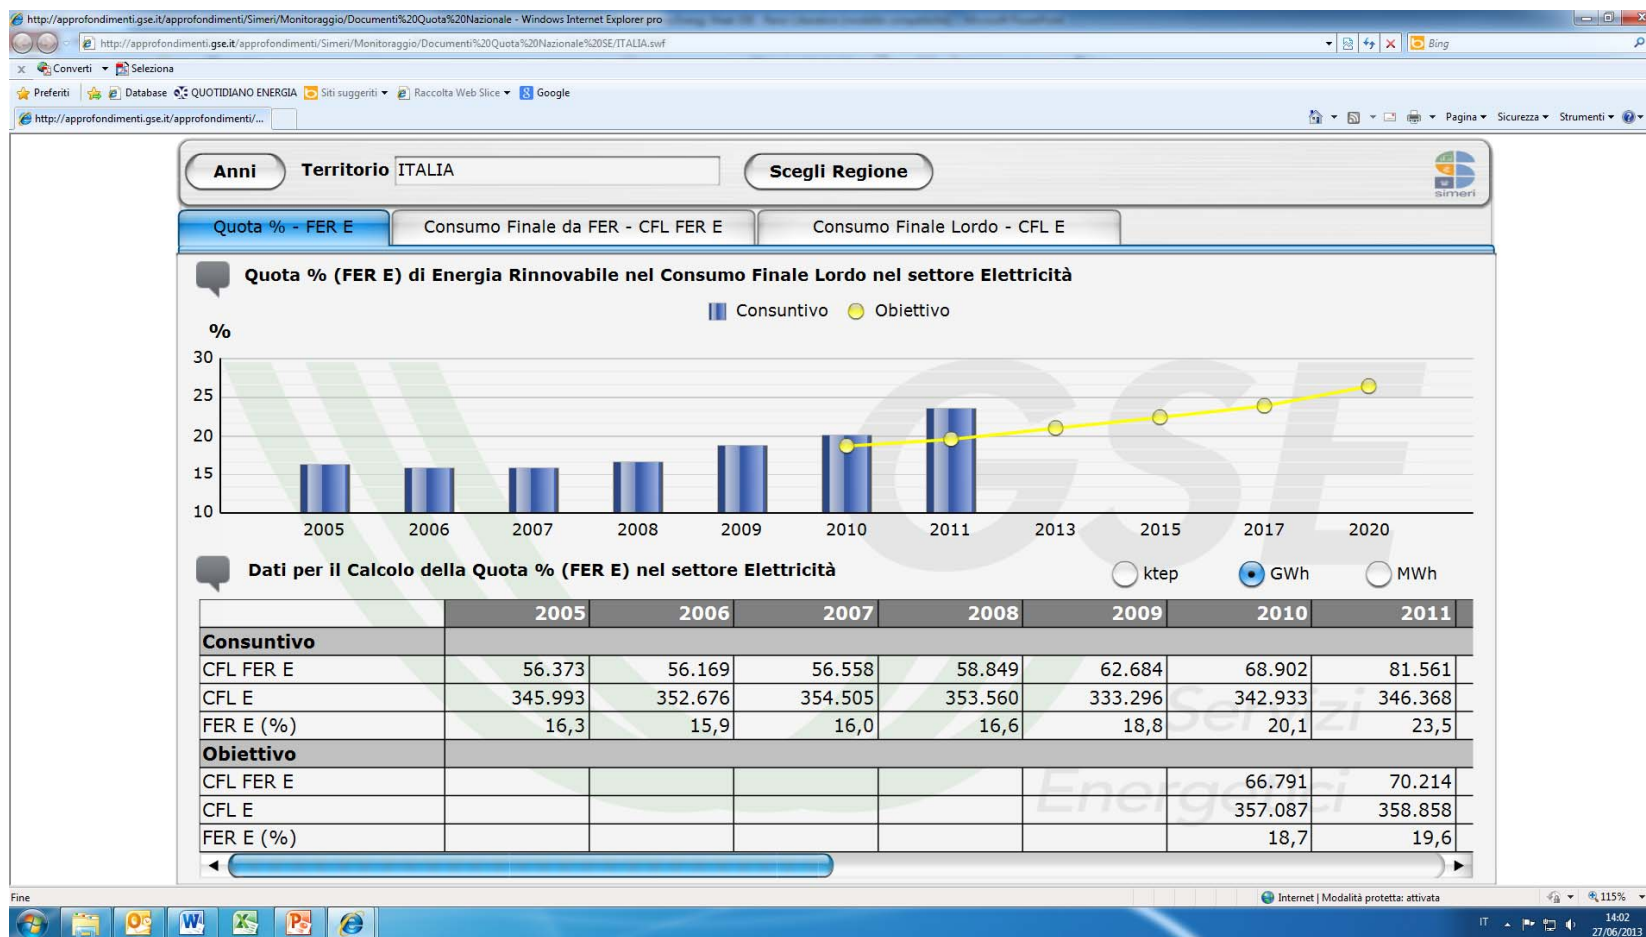 http://approfondimenti.gse.it/approfondimenti/Simeri/Monitoraggio/Documenti%20Quota%20Nazionale - Windows Internet Explorer pro
http://approfondimenti.gse.it/approfondimenti/Simeri/Monitoraggio/Documenti%20Quota%20Nazionale%20SE/ITALIA.swf
Bing
x Converti Seleziona
Preferiti Database QUOTIDIANO ENERGIA Siti suggeriti Raccolta Web Slice Google
http://approfondimenti.gse.it/approfondimenti/...
Pagina Sicurezza Strumenti
Anni Territorio ITALIA Scegli Regione
simeri
Quota % - FER E Consumo Finale da FER - CFL FER E Consumo Finale Lordo - CFL E
Quota % (FER E) di Energia Rinnovabile nel Consumo Finale Lordo nel settore Elettricità
Consuntivo Obiettivo
%
30
25
20
15
10
2005 2006 2007 2008 2009 2010 2011 2013 2015 2017 2020
GSE
Dati per il Calcolo della Quota % (FER E) nel settore Elettricità ktep GWh MWh
2005 2006 2007 2008 2009 2010 2011
Consuntivo
CFL FER E 56.373 56.169 56.558 58.849 62.684 68.902 81.561
CFL E 345.993 352.676 354.505 353.560 333.296 342.933 346.368
FER E (%) 16,3 15,9 16,0 16,6 18,8 20,1 23,5
Servizi
Obiettivo
CFL FER E 66.791 70.214
Energetici
CFL E 357.087 358.858
FER E (%) 18,7 19,6
Fine Internet | Modalità protetta: attivata 115%
IT 14:02
27/06/2013